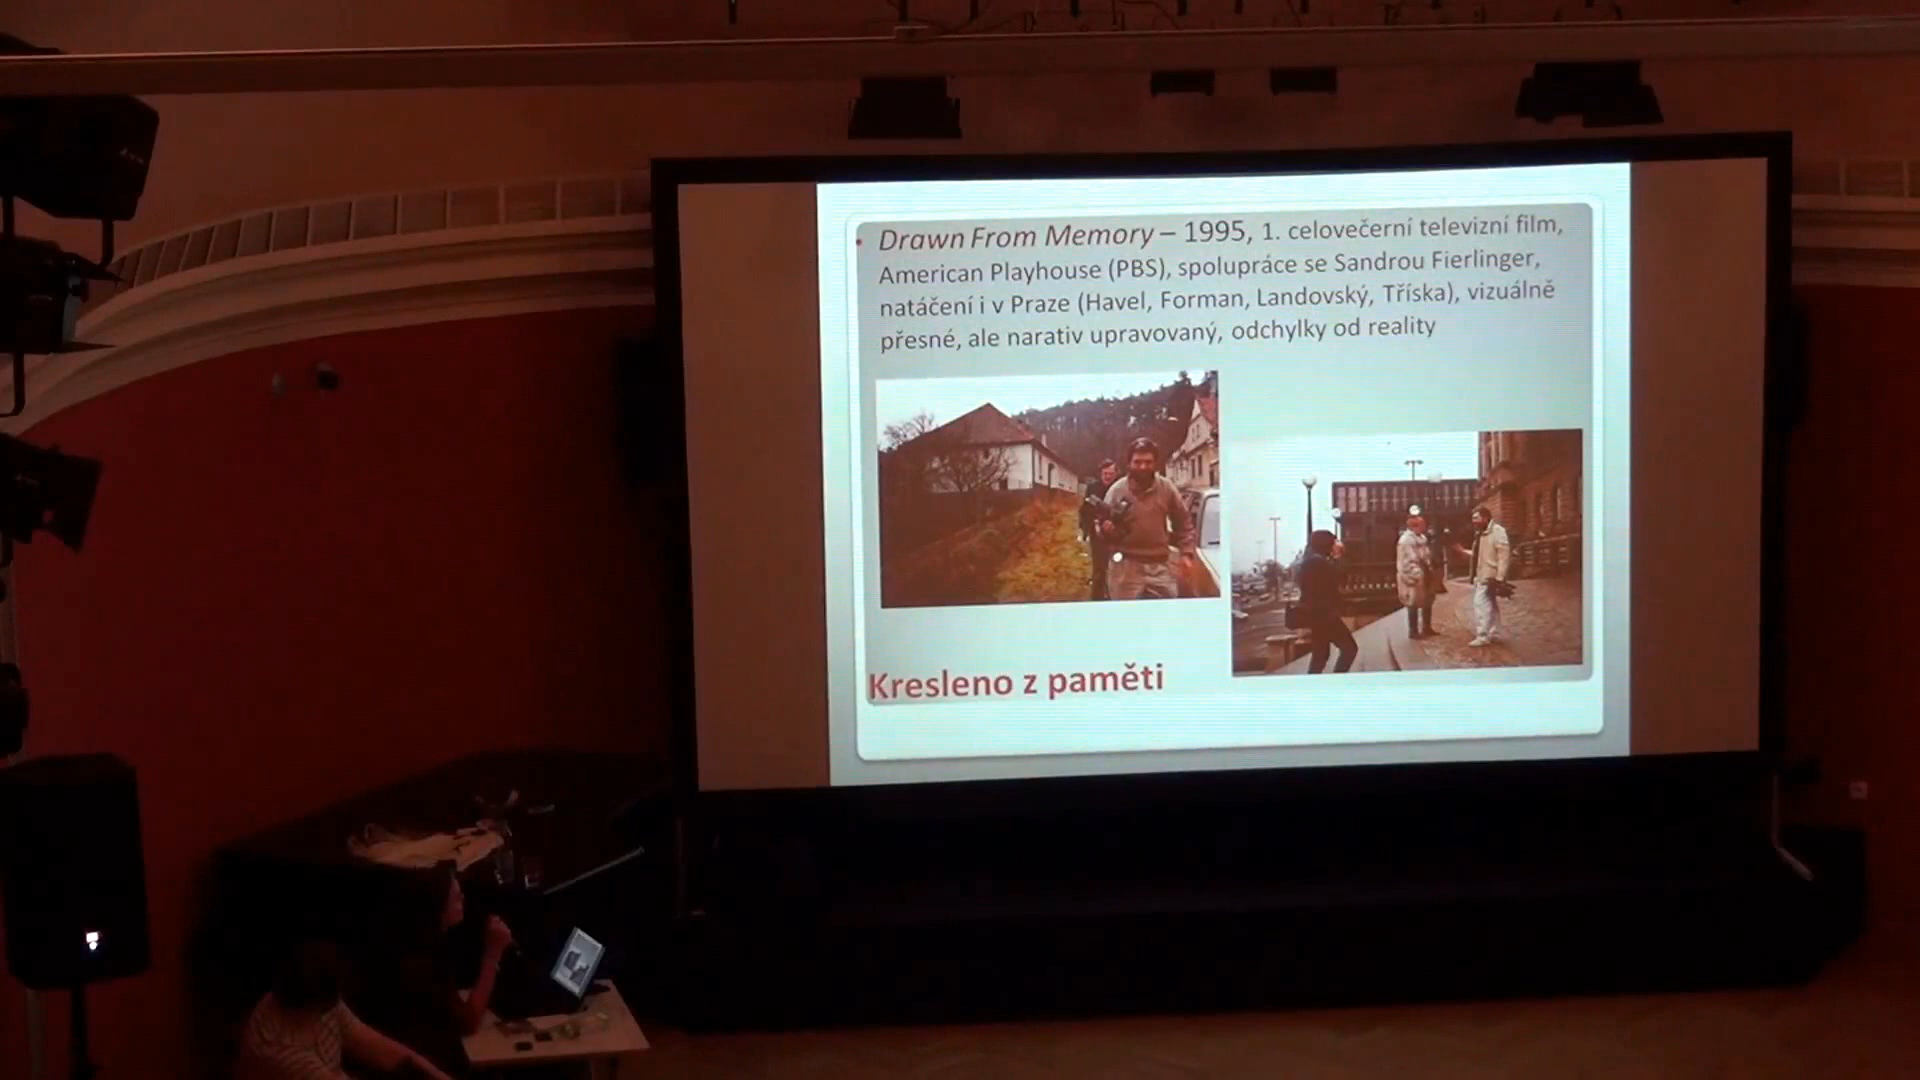 Drawn From Memory – 1995, 1. celovečerní televizní film,
American Playhouse (PBS), spolupráce se Sandrou Fierlinger,
natáčení i v Praze (Havel, Forman, Landovský, Tříska), vizuálně
přesné, ale narativ upravovaný, odchylky od reality
Kresleno z paměti